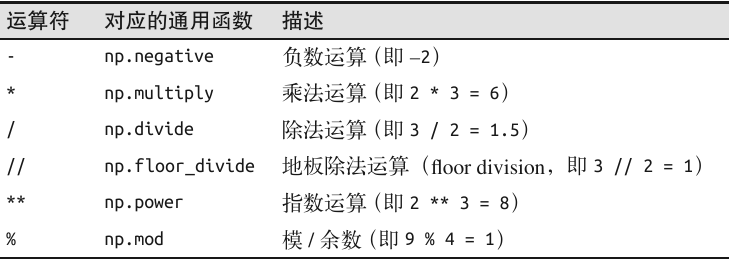 运算符 对应的通用函数 描述
- np.negative 负数运算（即 –2）
* np.multiply 乘法运算（即 2 * 3 = 6）
/ np.divide 除法运算（即 3 / 2 = 1.5）
// np.floor_divide 地板除法运算（floor division，即 3 // 2 = 1）
** np.power 指数运算（即 2 ** 3 = 8）
% np.mod 模 / 余数（即 9 % 4 = 1）